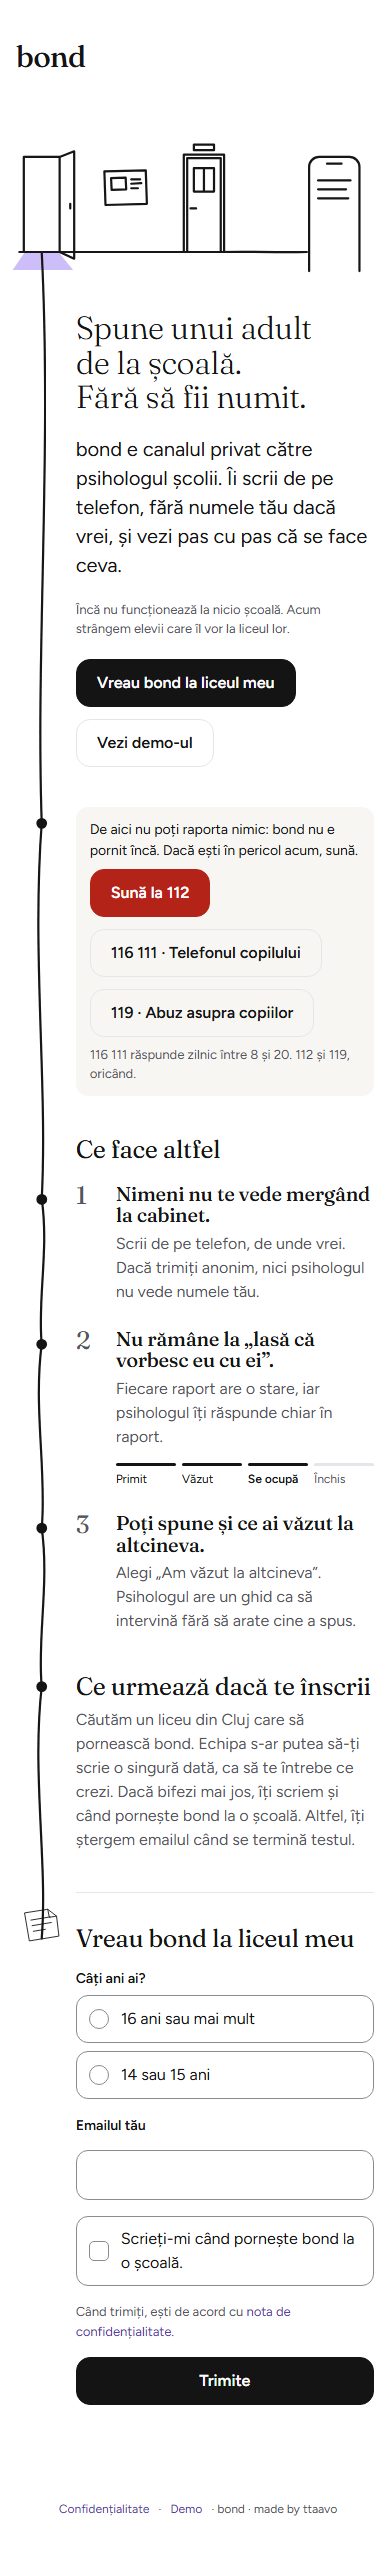 bond
Spune unui adult
de la școală.
Fără să fii numit.
bond e canalul privat către
psihologul școlii. Îi scrii de pe
telefon, fără numele tău dacă
vrei, și vezi pas cu pas că se face
ceva.
Încă nu funcționează la nicio școală. Acum
strângem elevii care îl vor la liceul lor.
Vreau bond la liceul meu
Vezi demo-ul
De aici nu poți raporta nimic: bond nu e
pornit încă. Dacă ești în pericol acum, sună.
Sună la 112
116 111 · Telefonul copilului
119 · Abuz asupra copiilor
116 111 răspunde zilnic între 8 și 20. 112 și 119,
oricând.
Ce face altfel
1
Nimeni nu te vede mergând
la cabinet.
Scrii de pe telefon, de unde vrei.
Dacă trimiți anonim, nici psihologul
nu vede numele tău.
2
Nu rămâne la „lasă că
vorbesc eu cu ei”.
Fiecare raport are o stare, iar
psihologul îți răspunde chiar în
raport.
Primit Văzut Se ocupă Închis
3
Poți spune și ce ai văzut la
altcineva.
Alegi „Am văzut la altcineva”.
Psihologul are un ghid ca să
intervină fără să arate cine a spus.
Ce urmează dacă te înscrii
Căutăm un liceu din Cluj care să
pornească bond. Echipa s-ar putea să-ți
scrie o singură dată, ca să te întrebe ce
crezi. Dacă bifezi mai jos, îți scriem și
când pornește bond la o școală. Altfel, îți
ștergem emailul când se termină testul.
Vreau bond la liceul meu
Câți ani ai?
16 ani sau mai mult
14 sau 15 ani
Emailul tău
Scrieți-mi când pornește bond la
o școală.
Când trimiți, ești de acord cu nota de
confidențialitate.
Trimite
Confidențialitate · Demo · bond · made by ttaavo